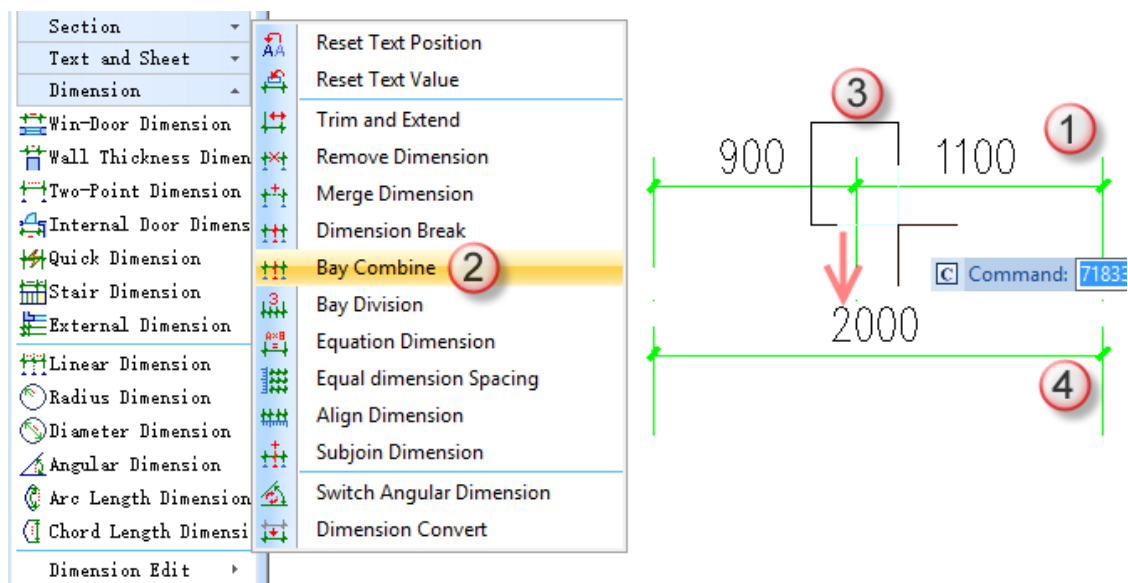 Section
Text and Sheet
Dimension
Win-Door Dimension
Wall Thickness Dimen
Two-Point Dimension
Internal Door Dimens
Quick Dimension
Stair Dimension
External Dimension
Linear Dimension
Radius Dimension
Diameter Dimension
Angular Dimension
Arc Length Dimension
Chord Length Dimensi
Dimension Edit
Reset Text Position
Reset Text Value
Trim and Extend
Remove Dimension
Merge Dimension
Dimension Break
Bay Combine 2
Bay Division
Equation Dimension
Equal dimension Spacing
Align Dimension
Subjoin Dimension
Switch Angular Dimension
Dimension Convert
3
1
900 1100
C Command: 71833
2000
4